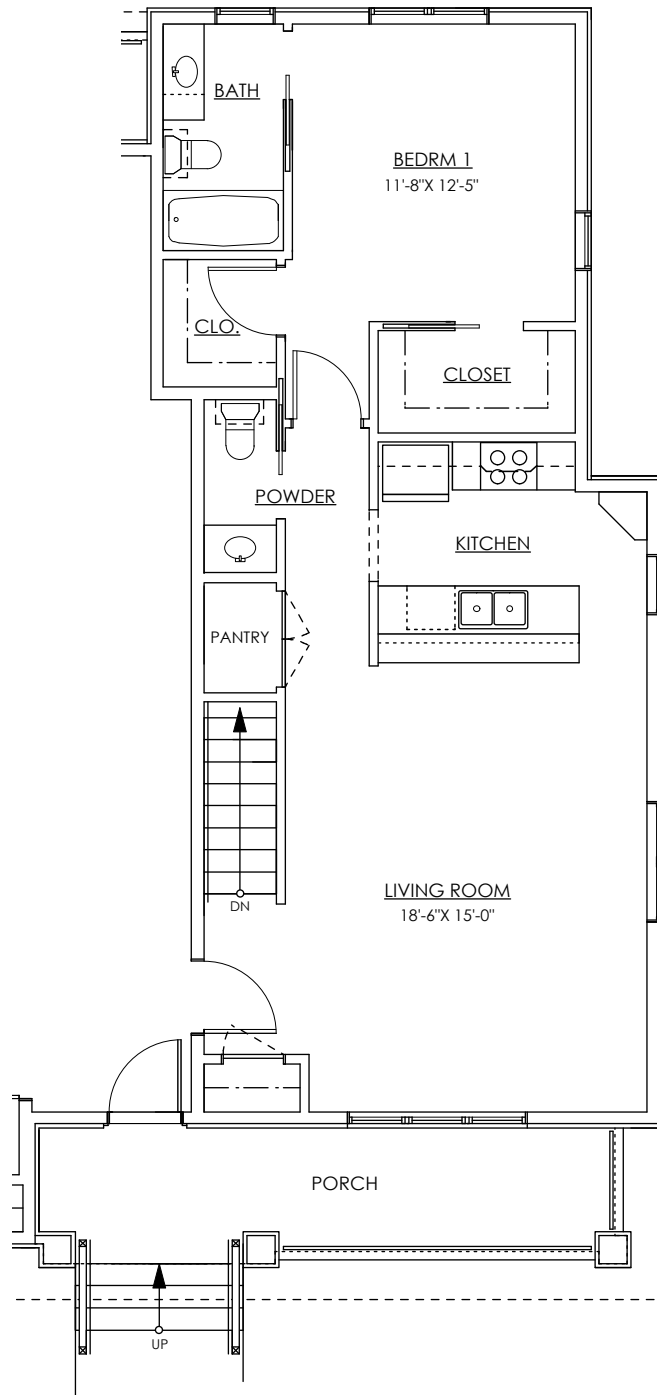 BATH
BEDRM 1
11'-8"X 12'-5"
CLO.
CLOSET
POWDER
KITCHEN
PANTRY
LIVING ROOM
18'-6"X 15'-0"
DN
PORCH
UP